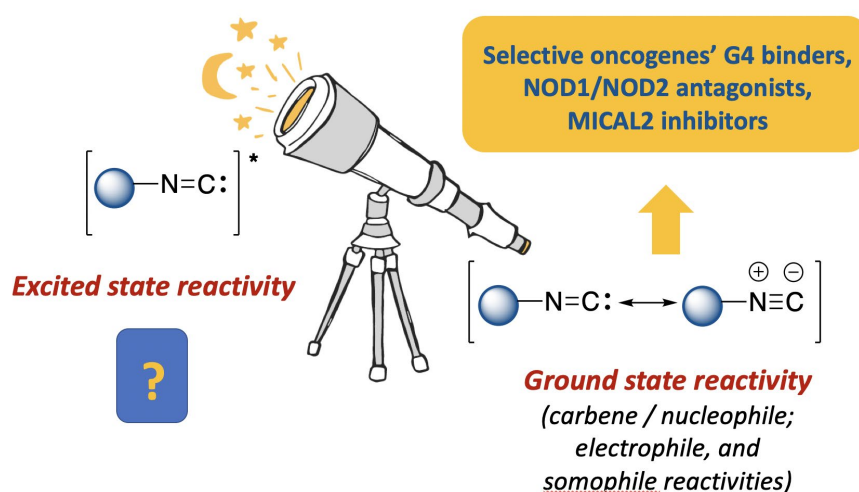 Selective oncogenes’ G4 binders,
NOD1/NOD2 antagonists,
MICAL2 inhibitors
N=C: *
Excited state reactivity
?
N=C: ↔ N≡C
⊕ ⊖
Ground state reactivity
(carbene / nucleophile;
electrophile, and
somophile reactivities)